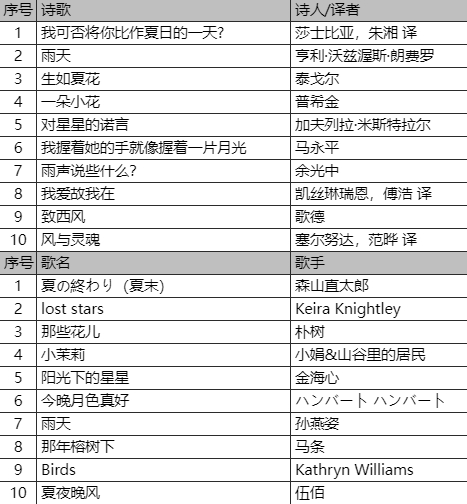 序号 诗歌 诗人/译者
1 我可否将你比作夏日的一天? 莎士比亚，朱湘 译
2 雨天 亨利·沃兹渥斯·朗费罗
3 生如夏花 泰戈尔
4 一朵小花 普希金
5 对星星的诺言 加夫列拉·米斯特拉尔
6 我握着她的手就像握着一片月光 马永平
7 雨声说些什么? 余光中
8 我爱故我在 凯丝琳瑞恩，傅浩 译
9 致西风 歌德
10 风与灵魂 塞尔努达，范晔 译
序号 歌名 歌手
1 夏の終わり（夏末） 森山直太郎
2 lost stars Keira Knightley
3 那些花儿 朴树
4 小茉莉 小娟&山谷里的居民
5 阳光下的星星 金海心
6 今晚月色真好 ハンバート ハンバート
7 雨天 孙燕姿
8 那年榕树下 马条
9 Birds Kathryn Williams
10 夏夜晚风 伍佰